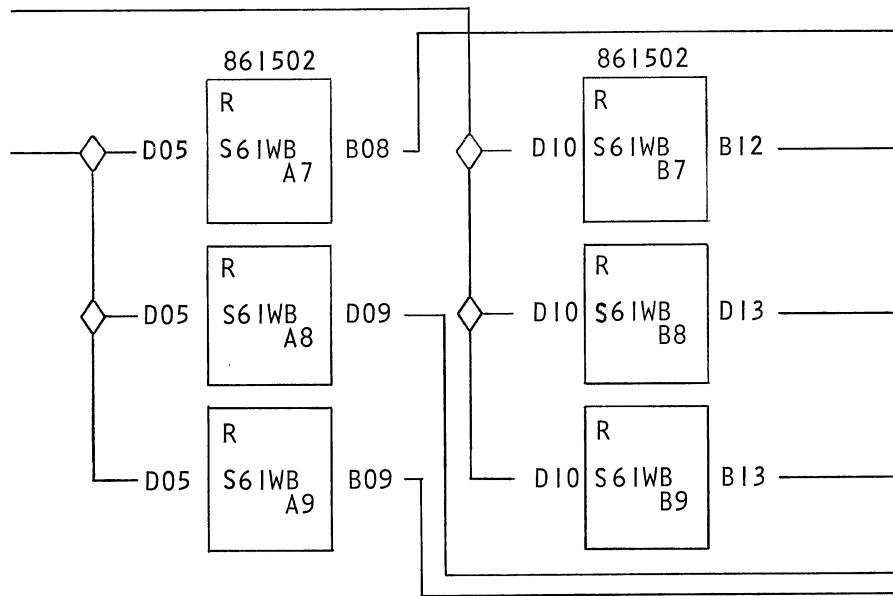 861502
R
D05 S61WB B08
A7
R
D05 S61WB D09
A8
R
D05 S61WB B09
A9
861502
R
D10 S61WB B12
B7
R
D10 S61WB D13
B8
R
D10 S61WB B13
B9